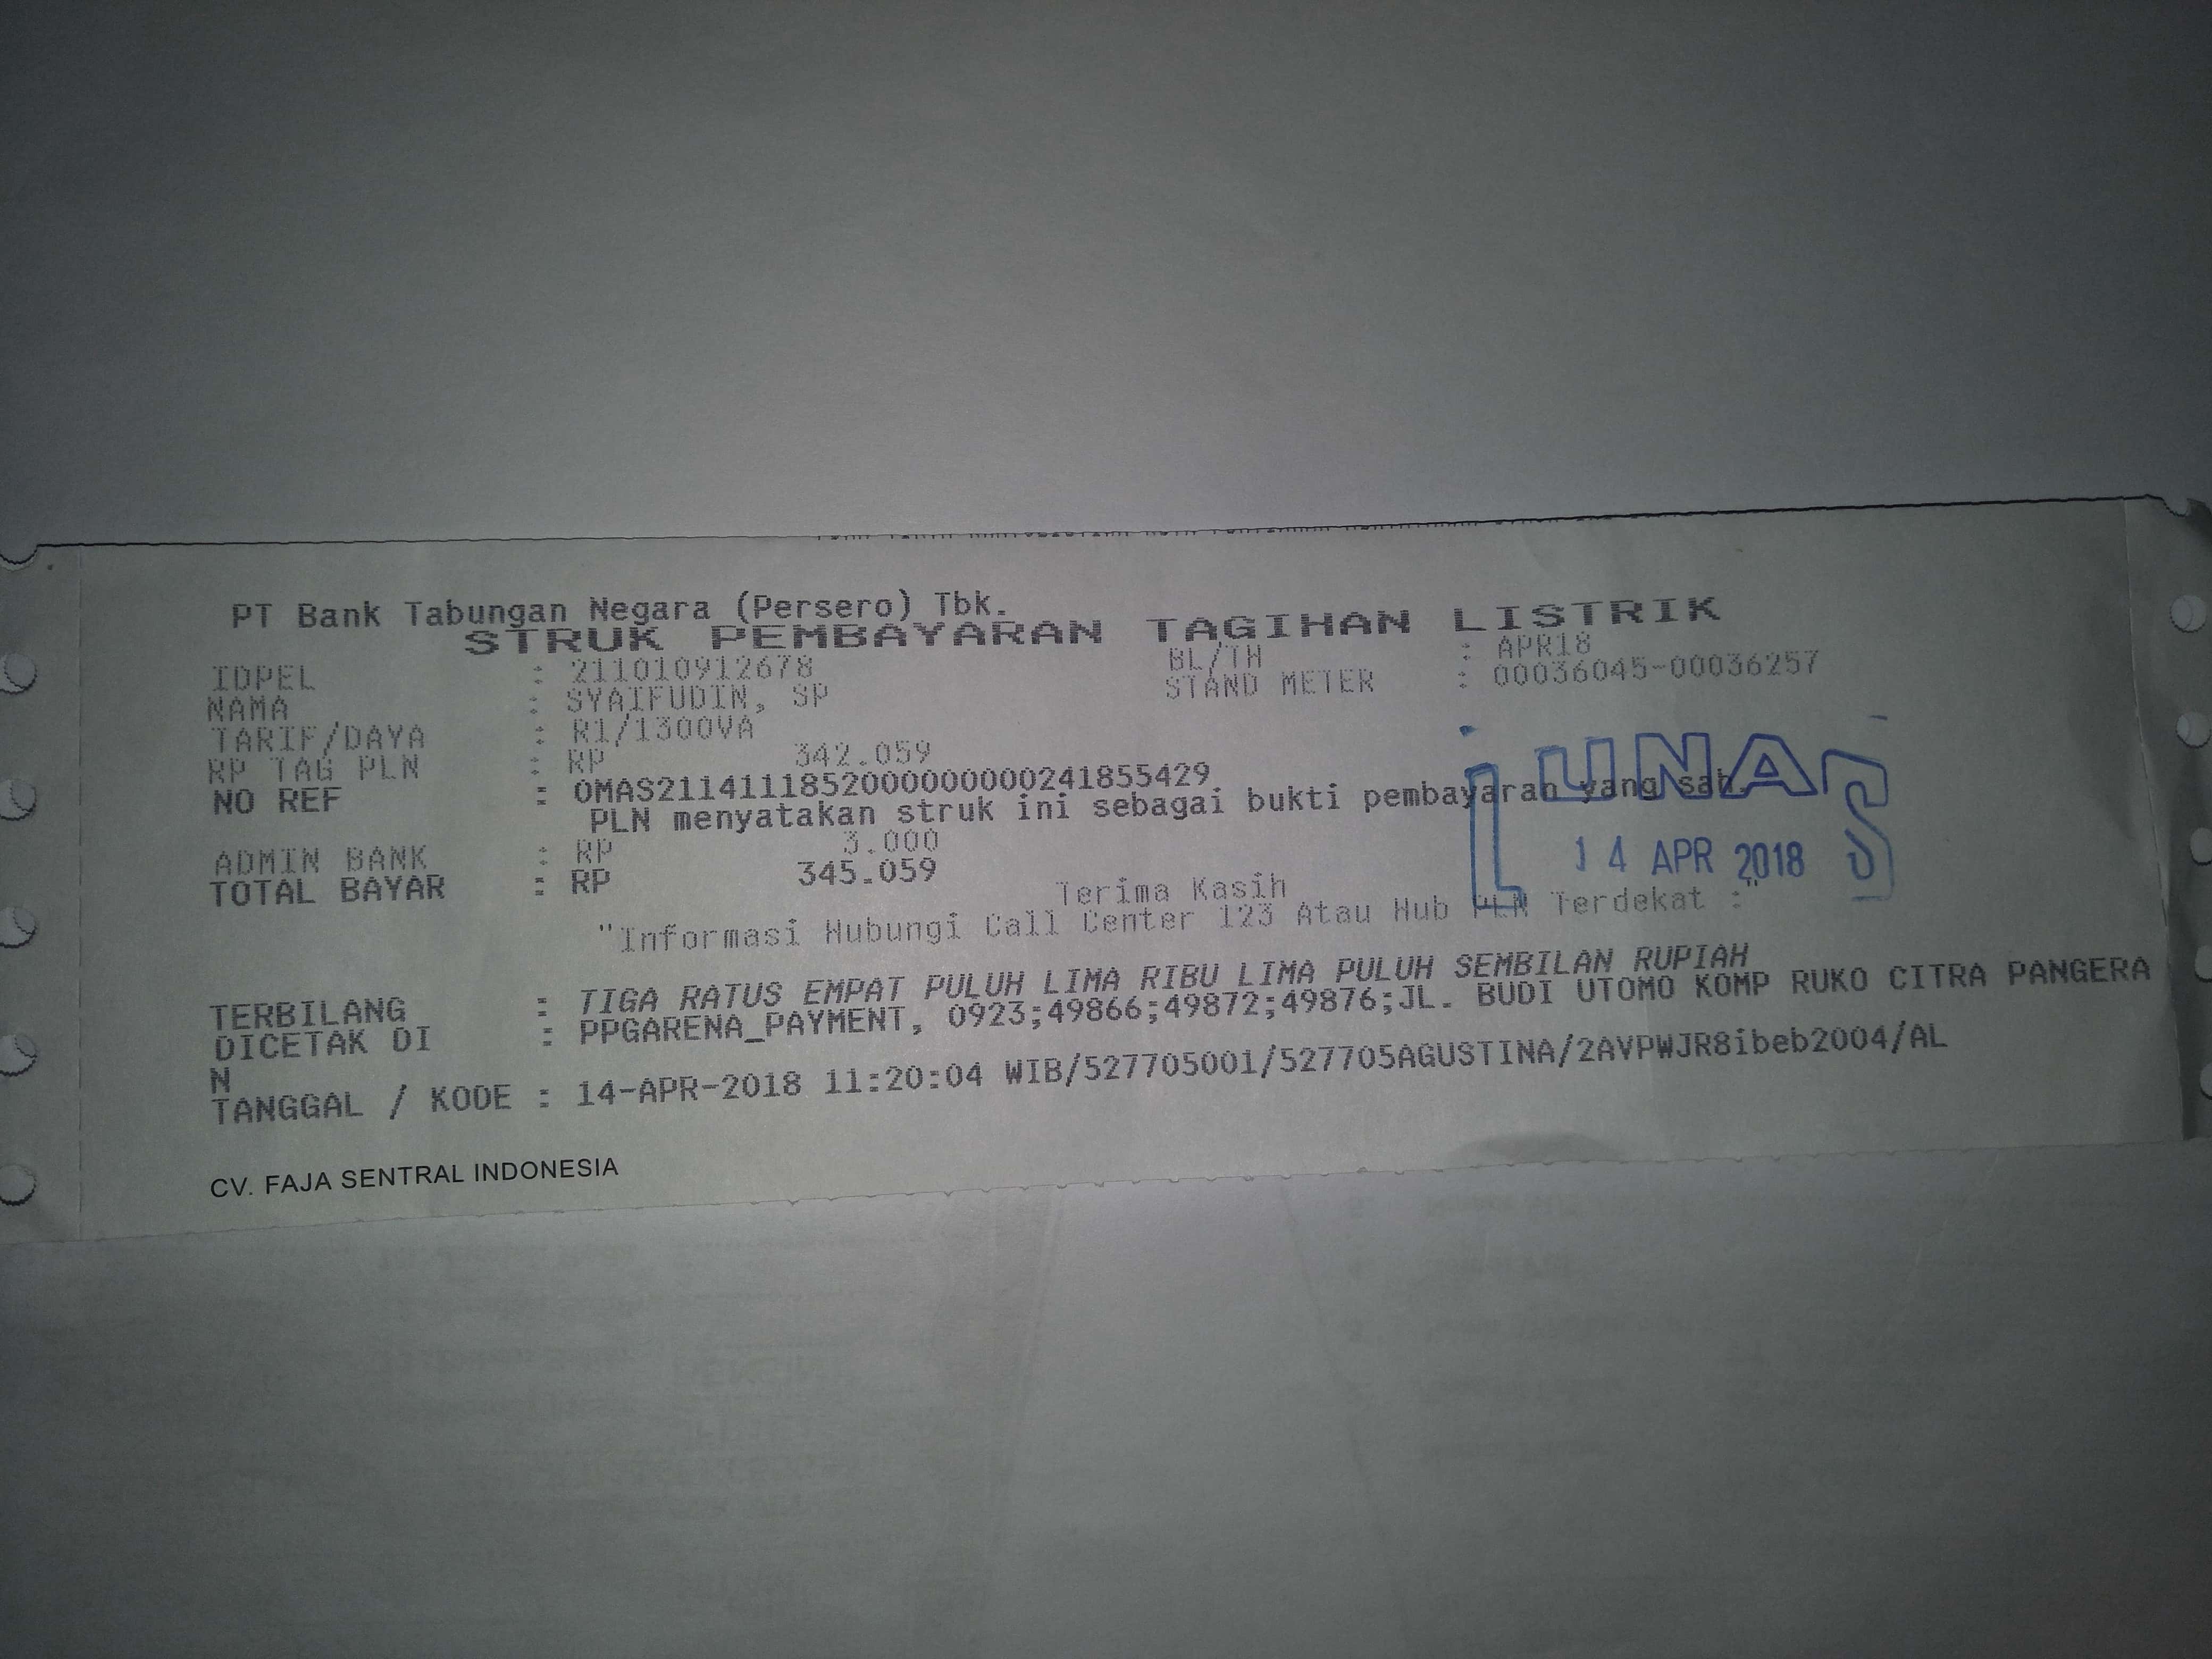 PT Bank Tabungan Negara (Persero) Tbk.
STRUK PEMBAYARAN TAGIHAN LISTRIK
IDPEL : 211010912678 BL/TH : APR18
NAMA : SYAIFUDIN, SP STAND METER : 00036045-00036257
TARIF/DAYA : R1/1300VA
RP TAG PLN : RP 342.059
NO REF : 0MAS21141118520000000000241855429
PLN menyatakan struk ini sebagai bukti pembayaran yang sah.
ADMIN BANK : RP 3.000
TOTAL BAYAR : RP 345.059
LUNAS
14 APR 2018
Terima Kasih
"Informasi Hubungi Call Center 123 Atau Hub PLN Terdekat :"
TERBILANG : TIGA RATUS EMPAT PULUH LIMA RIBU LIMA PULUH SEMBILAN RUPIAH
DICETAK DI : PPGARENA_PAYMENT, 0923;49866;49872;49876;JL. BUDI UTOMO KOMP RUKO CITRA PANGERA
N
TANGGAL / KODE : 14-APR-2018 11:20:04 WIB/527705001/527705AGUSTINA/2AVPWJR8ibeb2004/AL
CV. FAJA SENTRAL INDONESIA